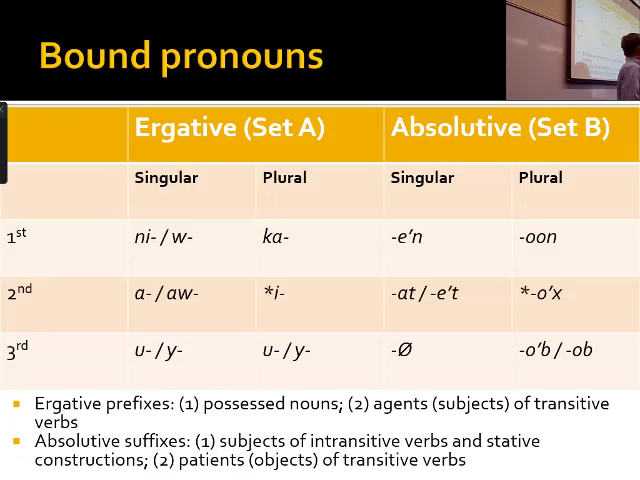 Bound pronouns
Ergative (Set A) Absolutive (Set B)
Singular Plural Singular Plural
1st ni- / w- ka- -e’n -oon
2nd a- / aw- *i- -at / -e’t *-o’x
3rd u- / y- u- / y- -Ø -o’b / -ob
Ergative prefixes: (1) possessed nouns; (2) agents (subjects) of transitive
verbs
Absolutive suffixes: (1) subjects of intransitive verbs and stative
constructions; (2) patients (objects) of transitive verbs